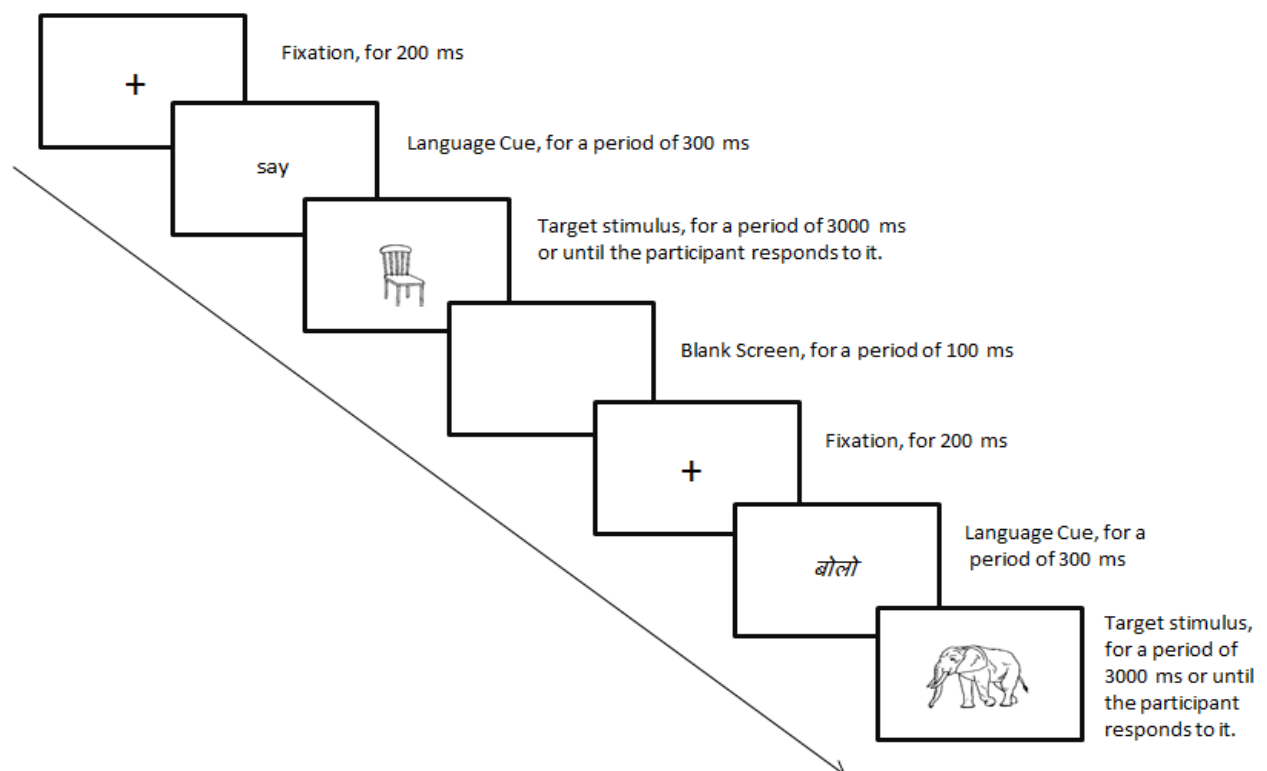 +
Fixation, for 200 ms
say
Language Cue, for a period of 300 ms
Target stimulus, for a period of 3000 ms
or until the participant responds to it.
Blank Screen, for a period of 100 ms
+
Fixation, for 200 ms
बोलो
Language Cue, for a
period of 300 ms
Target stimulus,
for a period of
3000 ms or until
the participant
responds to it.